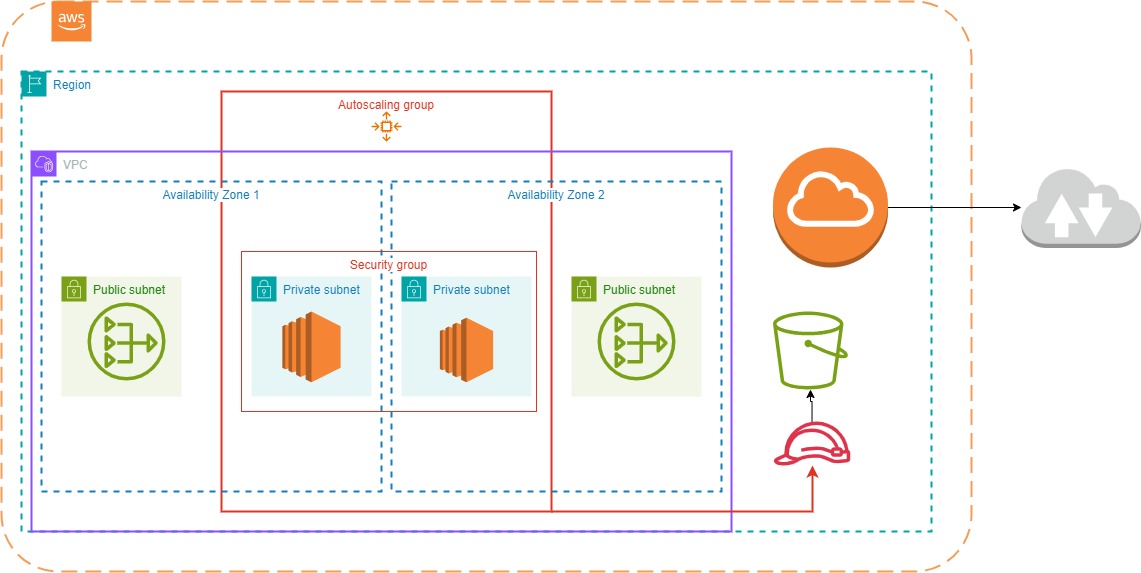 aws
Region
Autoscaling group
VPC
Availability Zone 1
Availability Zone 2
Security group
Public subnet
Private subnet
Private subnet
Public subnet